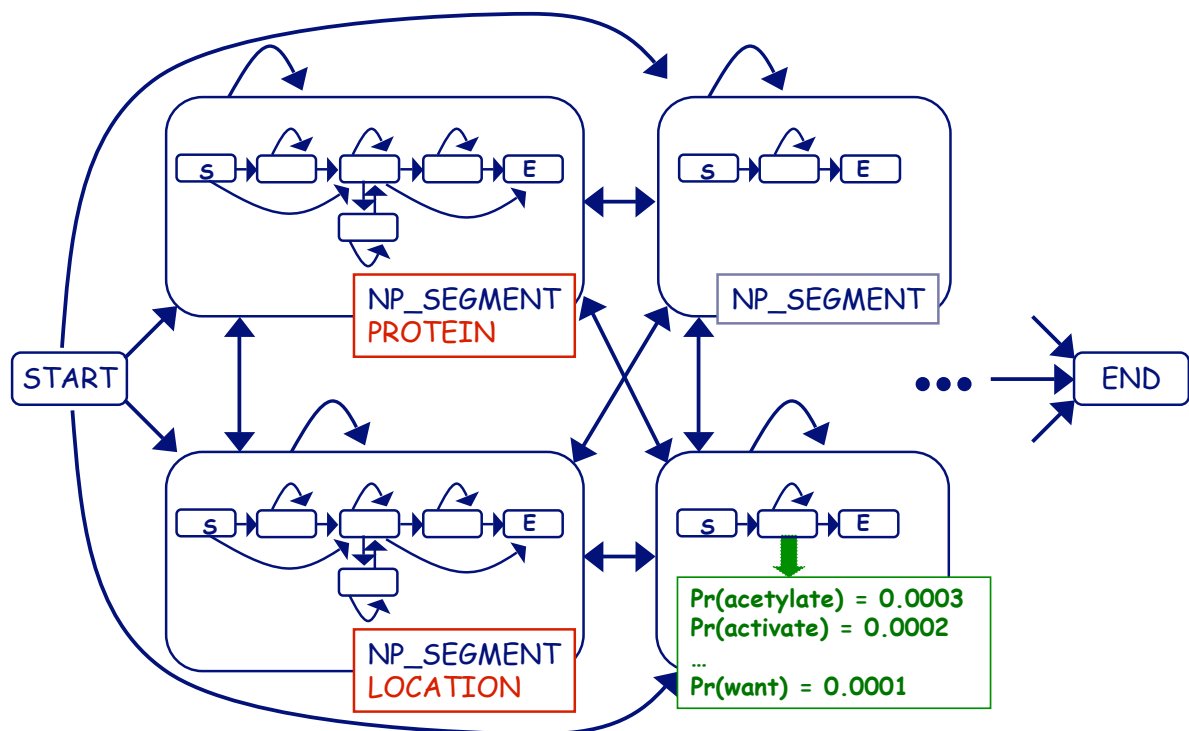 S
E
S
E
NP_SEGMENT
PROTEIN
NP_SEGMENT
START
•••
END
S
E
S
E
NP_SEGMENT
LOCATION
Pr(acetylate) = 0.0003
Pr(activate) = 0.0002
…
Pr(want) = 0.0001